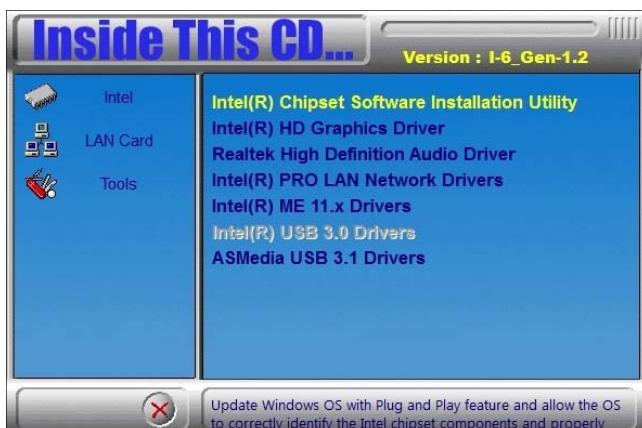 Inside This CD...
Version : I-6_Gen-1.2
Intel
LAN Card
Tools
Intel(R) Chipset Software Installation Utility
Intel(R) HD Graphics Driver
Realtek High Definition Audio Driver
Intel(R) PRO LAN Network Drivers
Intel(R) ME 11.x Drivers
Intel(R) USB 3.0 Drivers
ASMedia USB 3.1 Drivers
Update Windows OS with Plug and Play feature and allow the OS
to correctly identify the Intel chipset components and properly